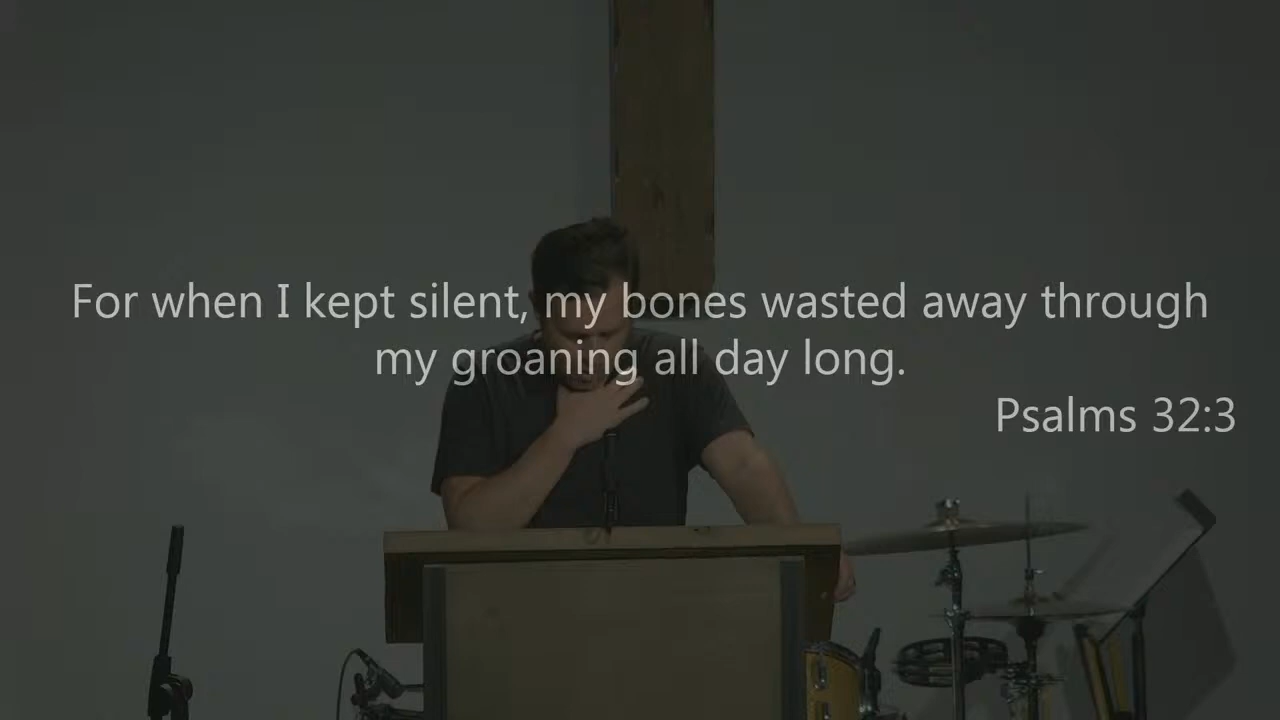 For when I kept silent, my bones wasted away through
my groaning all day long.
Psalms 32:3